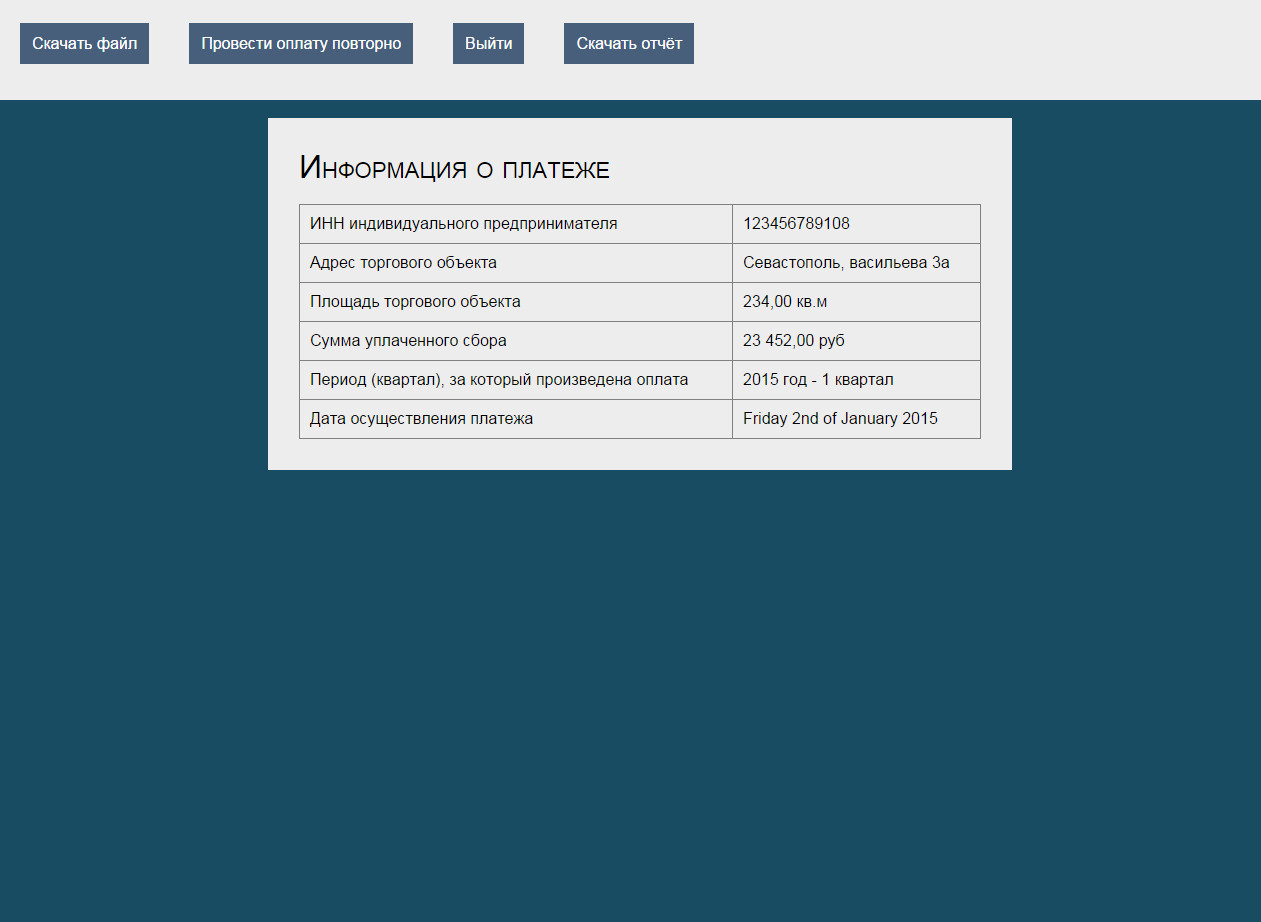 Скачать файл Провести оплату повторно Выйти Скачать отчёт
Информация о платеже
ИНН индивидуального предпринимателя 123456789108
Адрес торгового объекта Севастополь, васильева 3а
Площадь торгового объекта 234,00 кв.м
Сумма уплаченного сбора 23 452,00 руб
Период (квартал), за который произведена оплата 2015 год - 1 квартал
Дата осуществления платежа Friday 2nd of January 2015